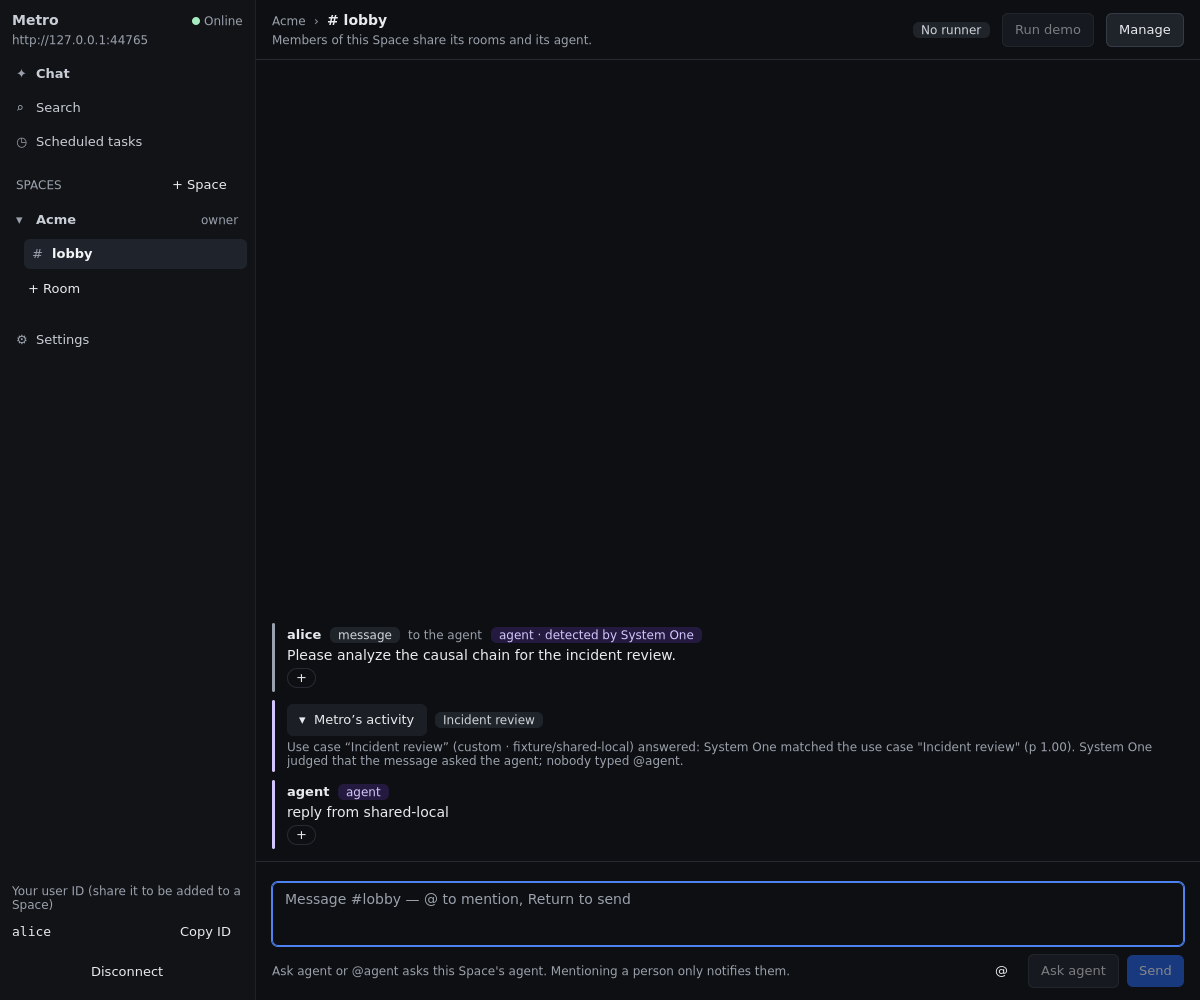 Metro
Online
http://127.0.0.1:44765
Chat
Search
Scheduled tasks
SPACES
+ Space
Acme
owner
# lobby
+ Room
Settings
Your user ID (share it to be added to a
Space)
alice
Copy ID
Disconnect
Acme › # lobby
Members of this Space share its rooms and its agent.
No runner
Run demo
Manage
alice message to the agent agent · detected by System One
Please analyze the causal chain for the incident review.
+
▾ Metro’s activity Incident review
Use case “Incident review” (custom · fixture/shared-local) answered: System One matched the use case "Incident review" (p 1.00). System One
judged that the message asked the agent; nobody typed @agent.
agent agent
reply from shared-local
+
Message #lobby — @ to mention, Return to send
Ask agent or @agent asks this Space's agent. Mentioning a person only notifies them.
@
Ask agent
Send